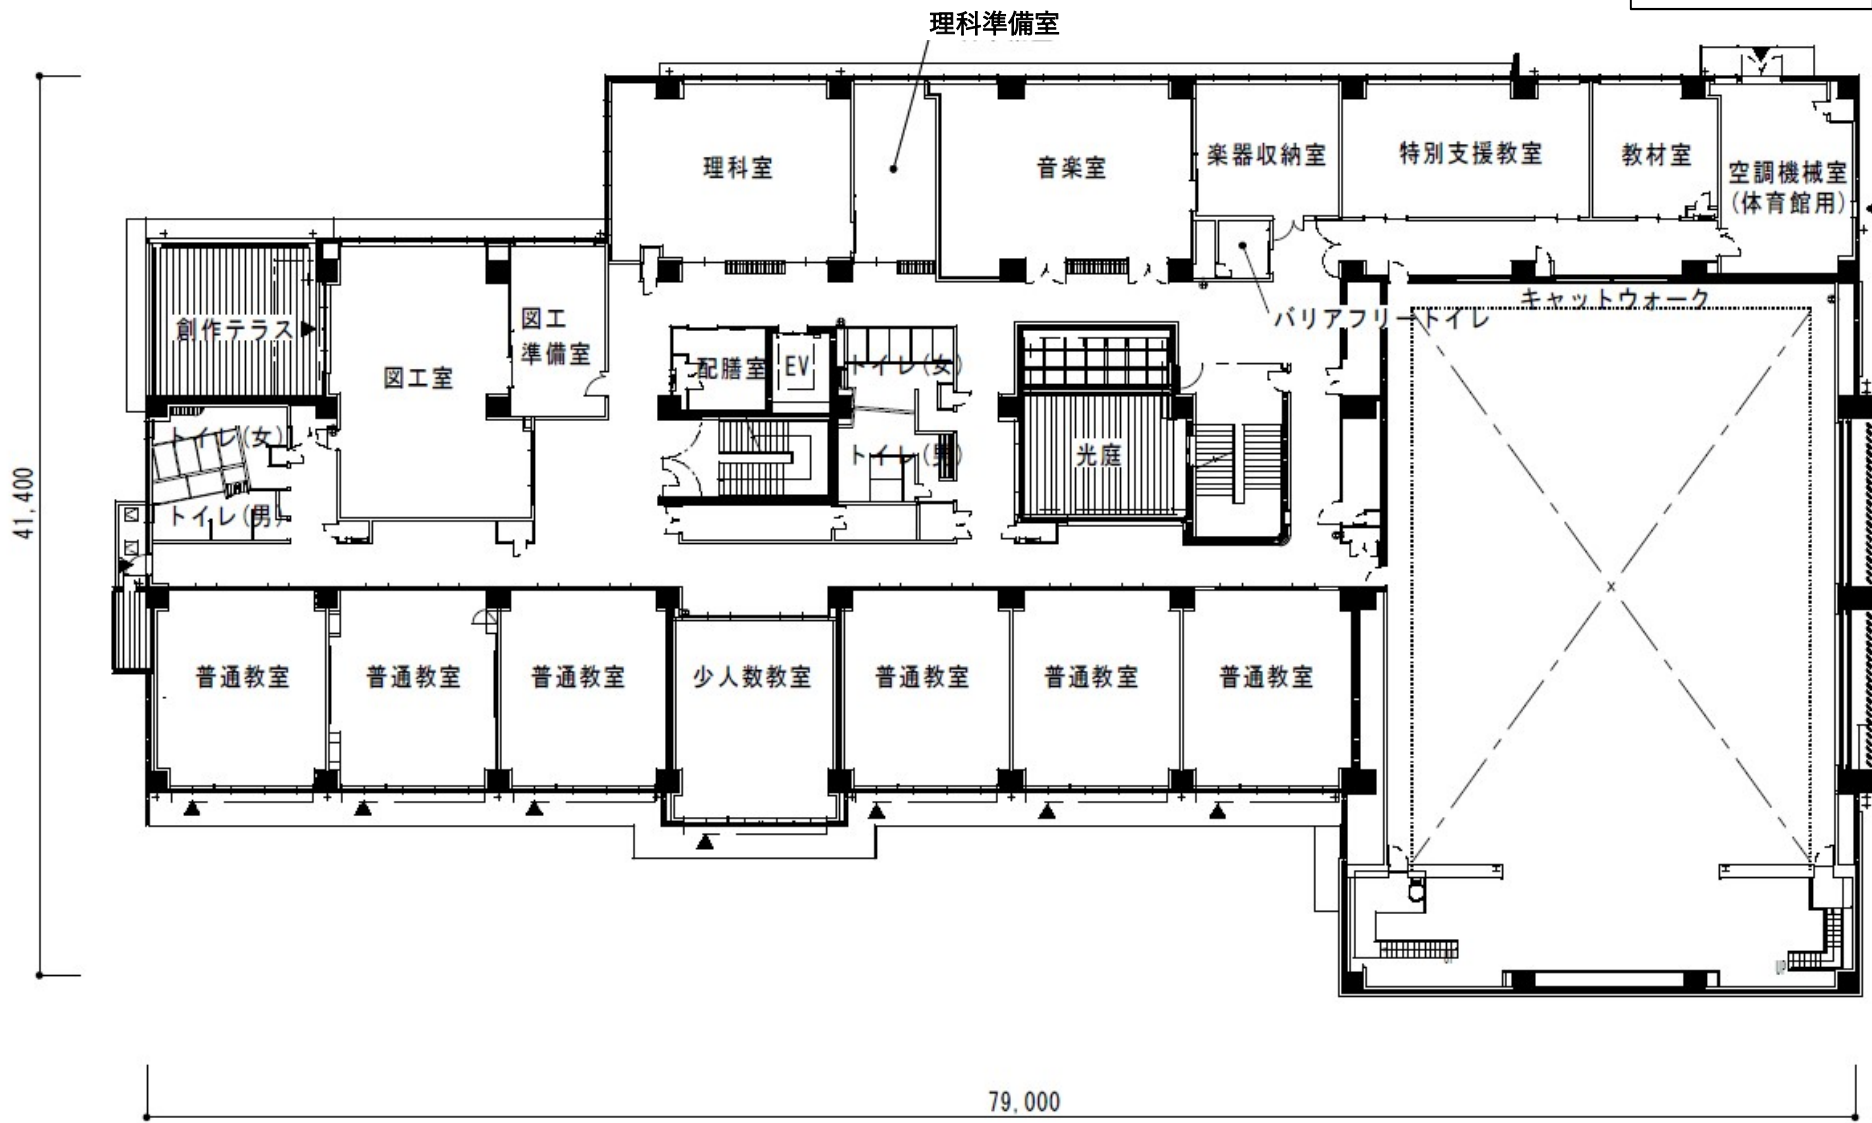 理科準備室
理科室
音楽室
楽器収納室
特別支援教室
教材室
空調機械室
(体育館用)
キャットウォーク
バリアフリートイレ
創作テラス
図工室
図工
準備室
配膳室
EV
トイレ(女)
トイレ(男)
光庭
トイレ(女)
トイレ(男)
41,400
普通教室
普通教室
普通教室
少人数教室
普通教室
普通教室
普通教室
79,000